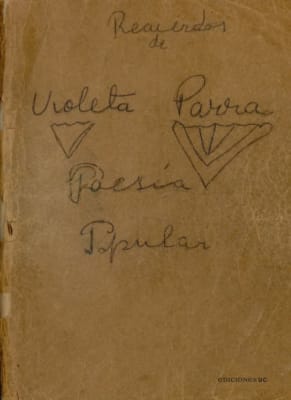 Recuerdos
de
Violeta Parra
Poesía
Popular
EDICIONES UC